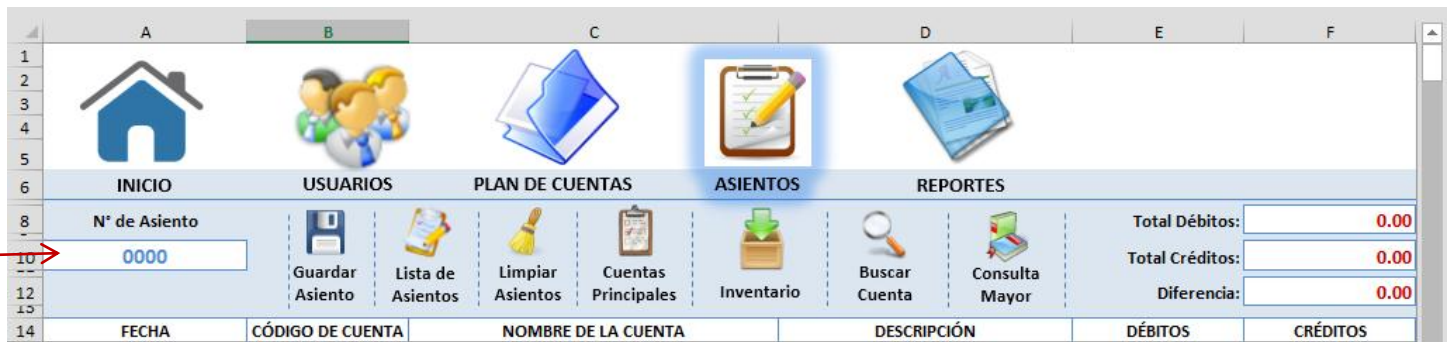 A B C D E F
1
2
3
4
5
6 INICIO USUARIOS PLAN DE CUENTAS ASIENTOS REPORTES
8 N° de Asiento Total Débitos: 0.00
10 0000 Total Créditos: 0.00
Guardar Lista de Limpiar Cuentas Inventario Buscar Consulta
12 Asiento Asientos Asientos Principales Cuenta Mayor Diferencia: 0.00
14 FECHA CÓDIGO DE CUENTA NOMBRE DE LA CUENTA DESCRIPCIÓN DÉBITOS CRÉDITOS